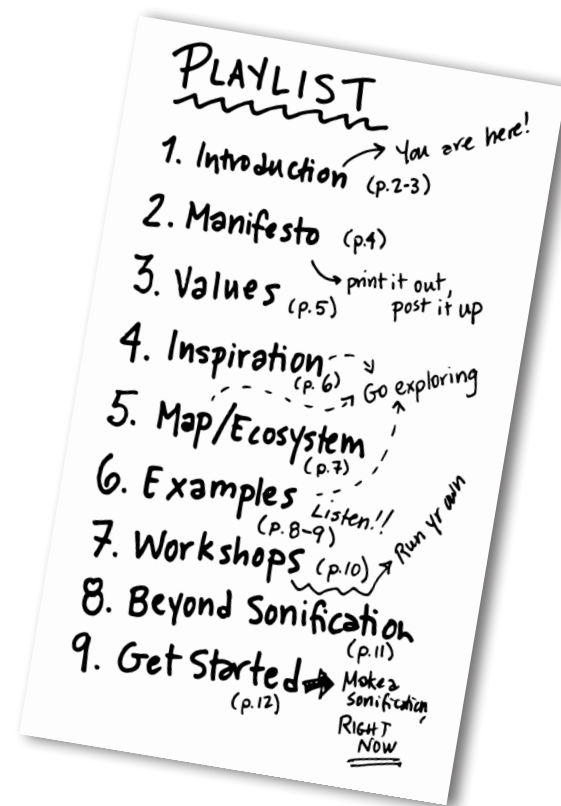 PLAYLIST
1. Introduction (p.2-3)
You are here!
2. Manifesto (p.4)
print it out,
post it up
3. Values (p.5)
4. Inspiration
(p. 6)
Go exploring
5. Map/Ecosystem
(p.7)
6. Examples
Listen!!
(p. 8-9)
7. Workshops (p.10)
Run yr own
8. Beyond Sonification
(p.11)
9. Get Started
(p.12)
Make a
sonification,
RIGHT
NOW